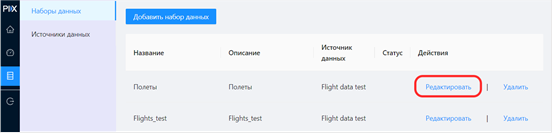 PIX
Наборы данных
Источники данных
Добавить набор данных
Название Описание Источник данных Статус Действия
Полеты Полеты Flight data test Редактировать | Удалить
Flights_test Flights_test Flight data test Редактировать | Удалить